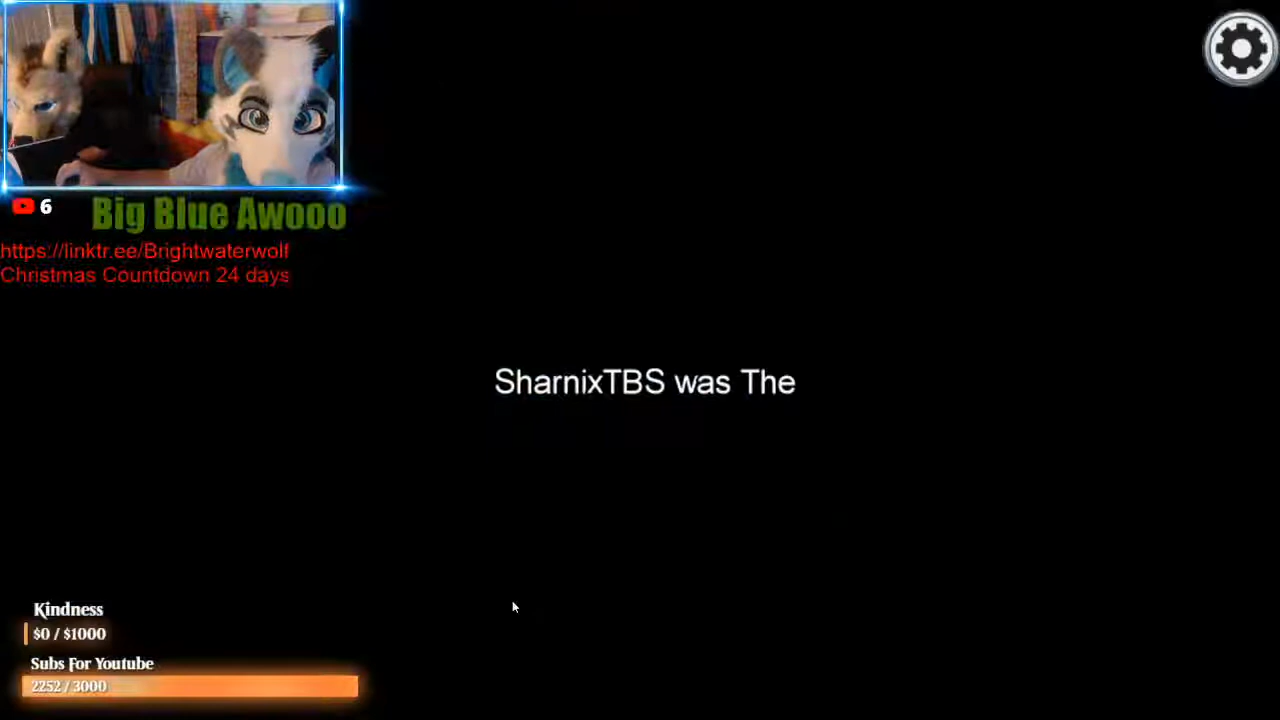 6
Big Blue Awooo
https://linktr.ee/Brightwaterwolf
Christmas Countdown 24 days
SharnixTBS was The
Kindness
$0 / $1000
Subs For Youtube
2252 / 3000